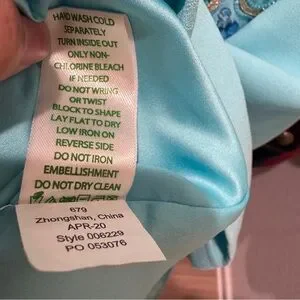 HAND WASH COLD
SEPARATELY
TURN INSIDE OUT
ONLY NON-
CHLORINE BLEACH
IF NEEDED
DO NOT WRING
OR TWIST
BLOCK TO SHAPE
LAY FLAT TO DRY
LOW IRON ON
REVERSE SIDE
DO NOT IRON
EMBELLISHMENT
DO NOT DRY CLEAN
679
Zhongshan, China
APR-20
Style 006229
PO 053076